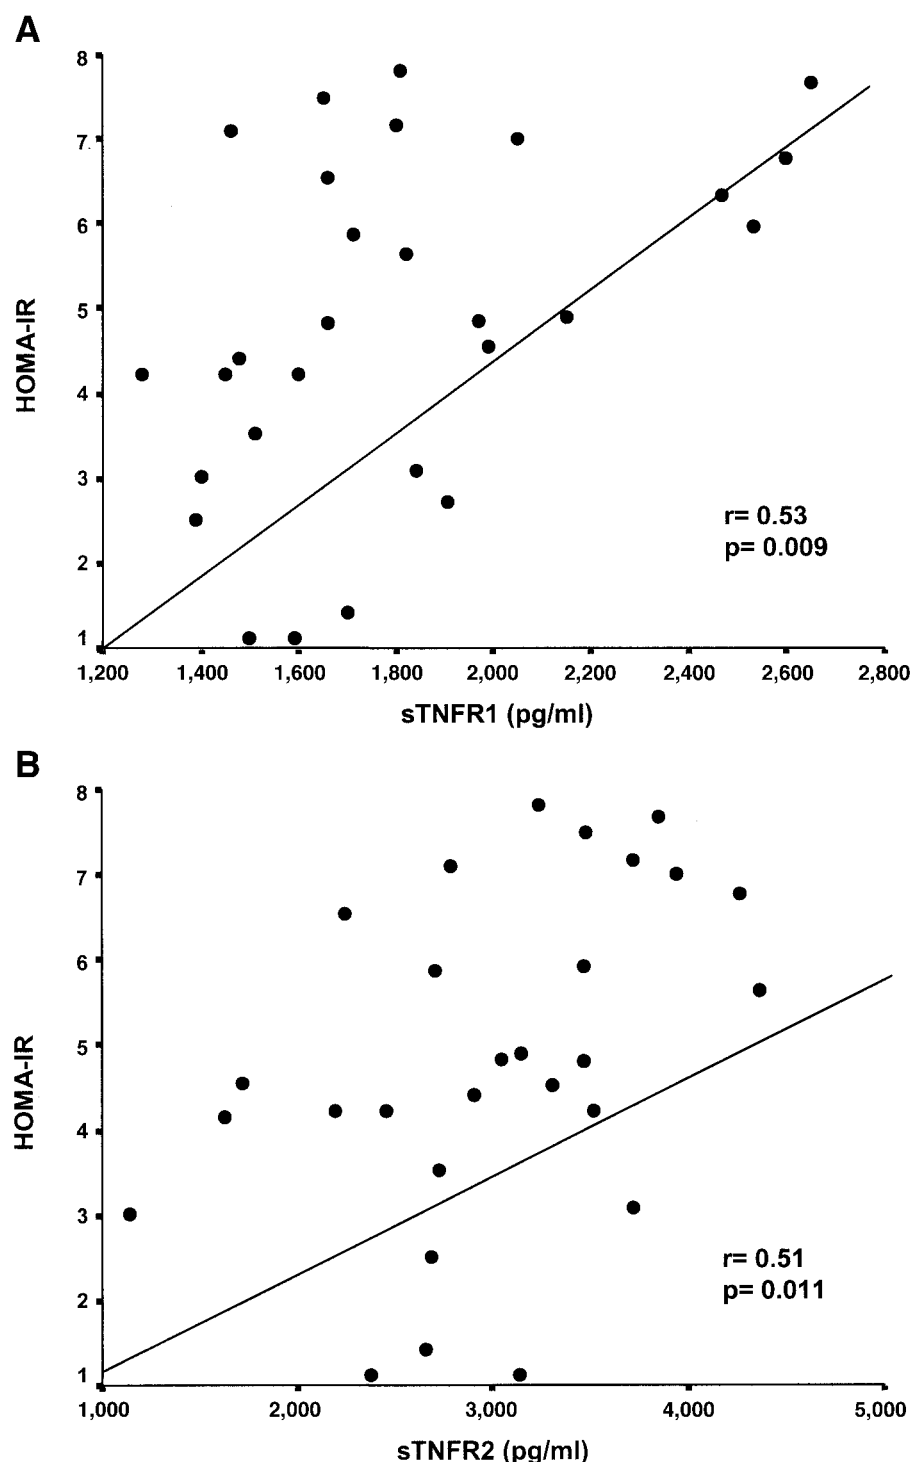 A
8
7
6
5
4
3
2
1
HOMA-IR
r= 0.53
p= 0.009
1,200 1,400 1,600 1,800 2,000 2,200 2,400 2,600 2,800
sTNFR1 (pg/ml)
B
8
7
6
5
4
3
2
1
HOMA-IR
r= 0.51
p= 0.011
1,000 2,000 3,000 4,000 5,000
sTNFR2 (pg/ml)